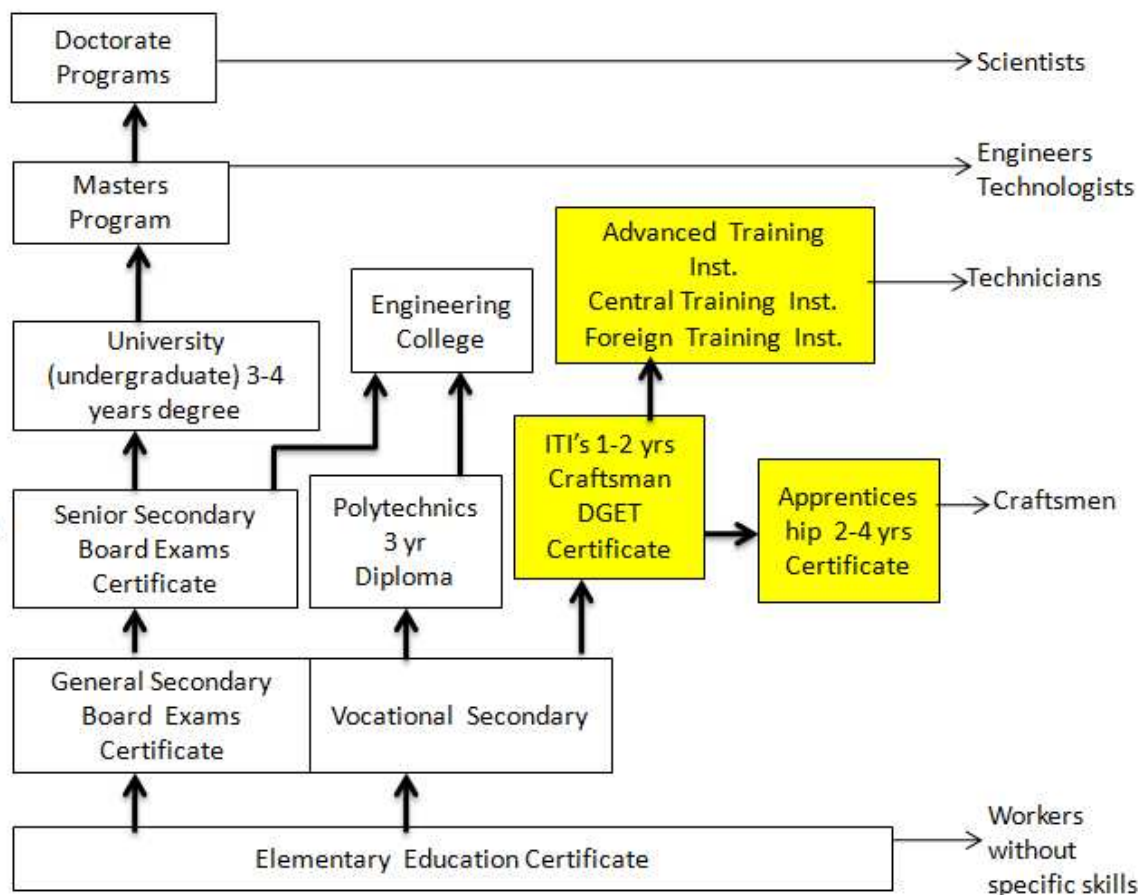 Doctorate
Programs
Scientists
Masters
Program
Engineers
Technologists
Advanced Training
Inst.
Central Training Inst.
Foreign Training Inst.
Technicians
Engineering
College
University
(undergraduate) 3-4
years degree
Senior Secondary
Board Exams
Certificate
Polytechnics
3 yr
Diploma
ITI's 1-2 yrs
Craftsman
DGET
Certificate
Apprentices
hip 2-4 yrs
Certificate
Craftsmen
General Secondary
Board Exams
Certificate
Vocational Secondary
Elementary Education Certificate
Workers
without
specific skills